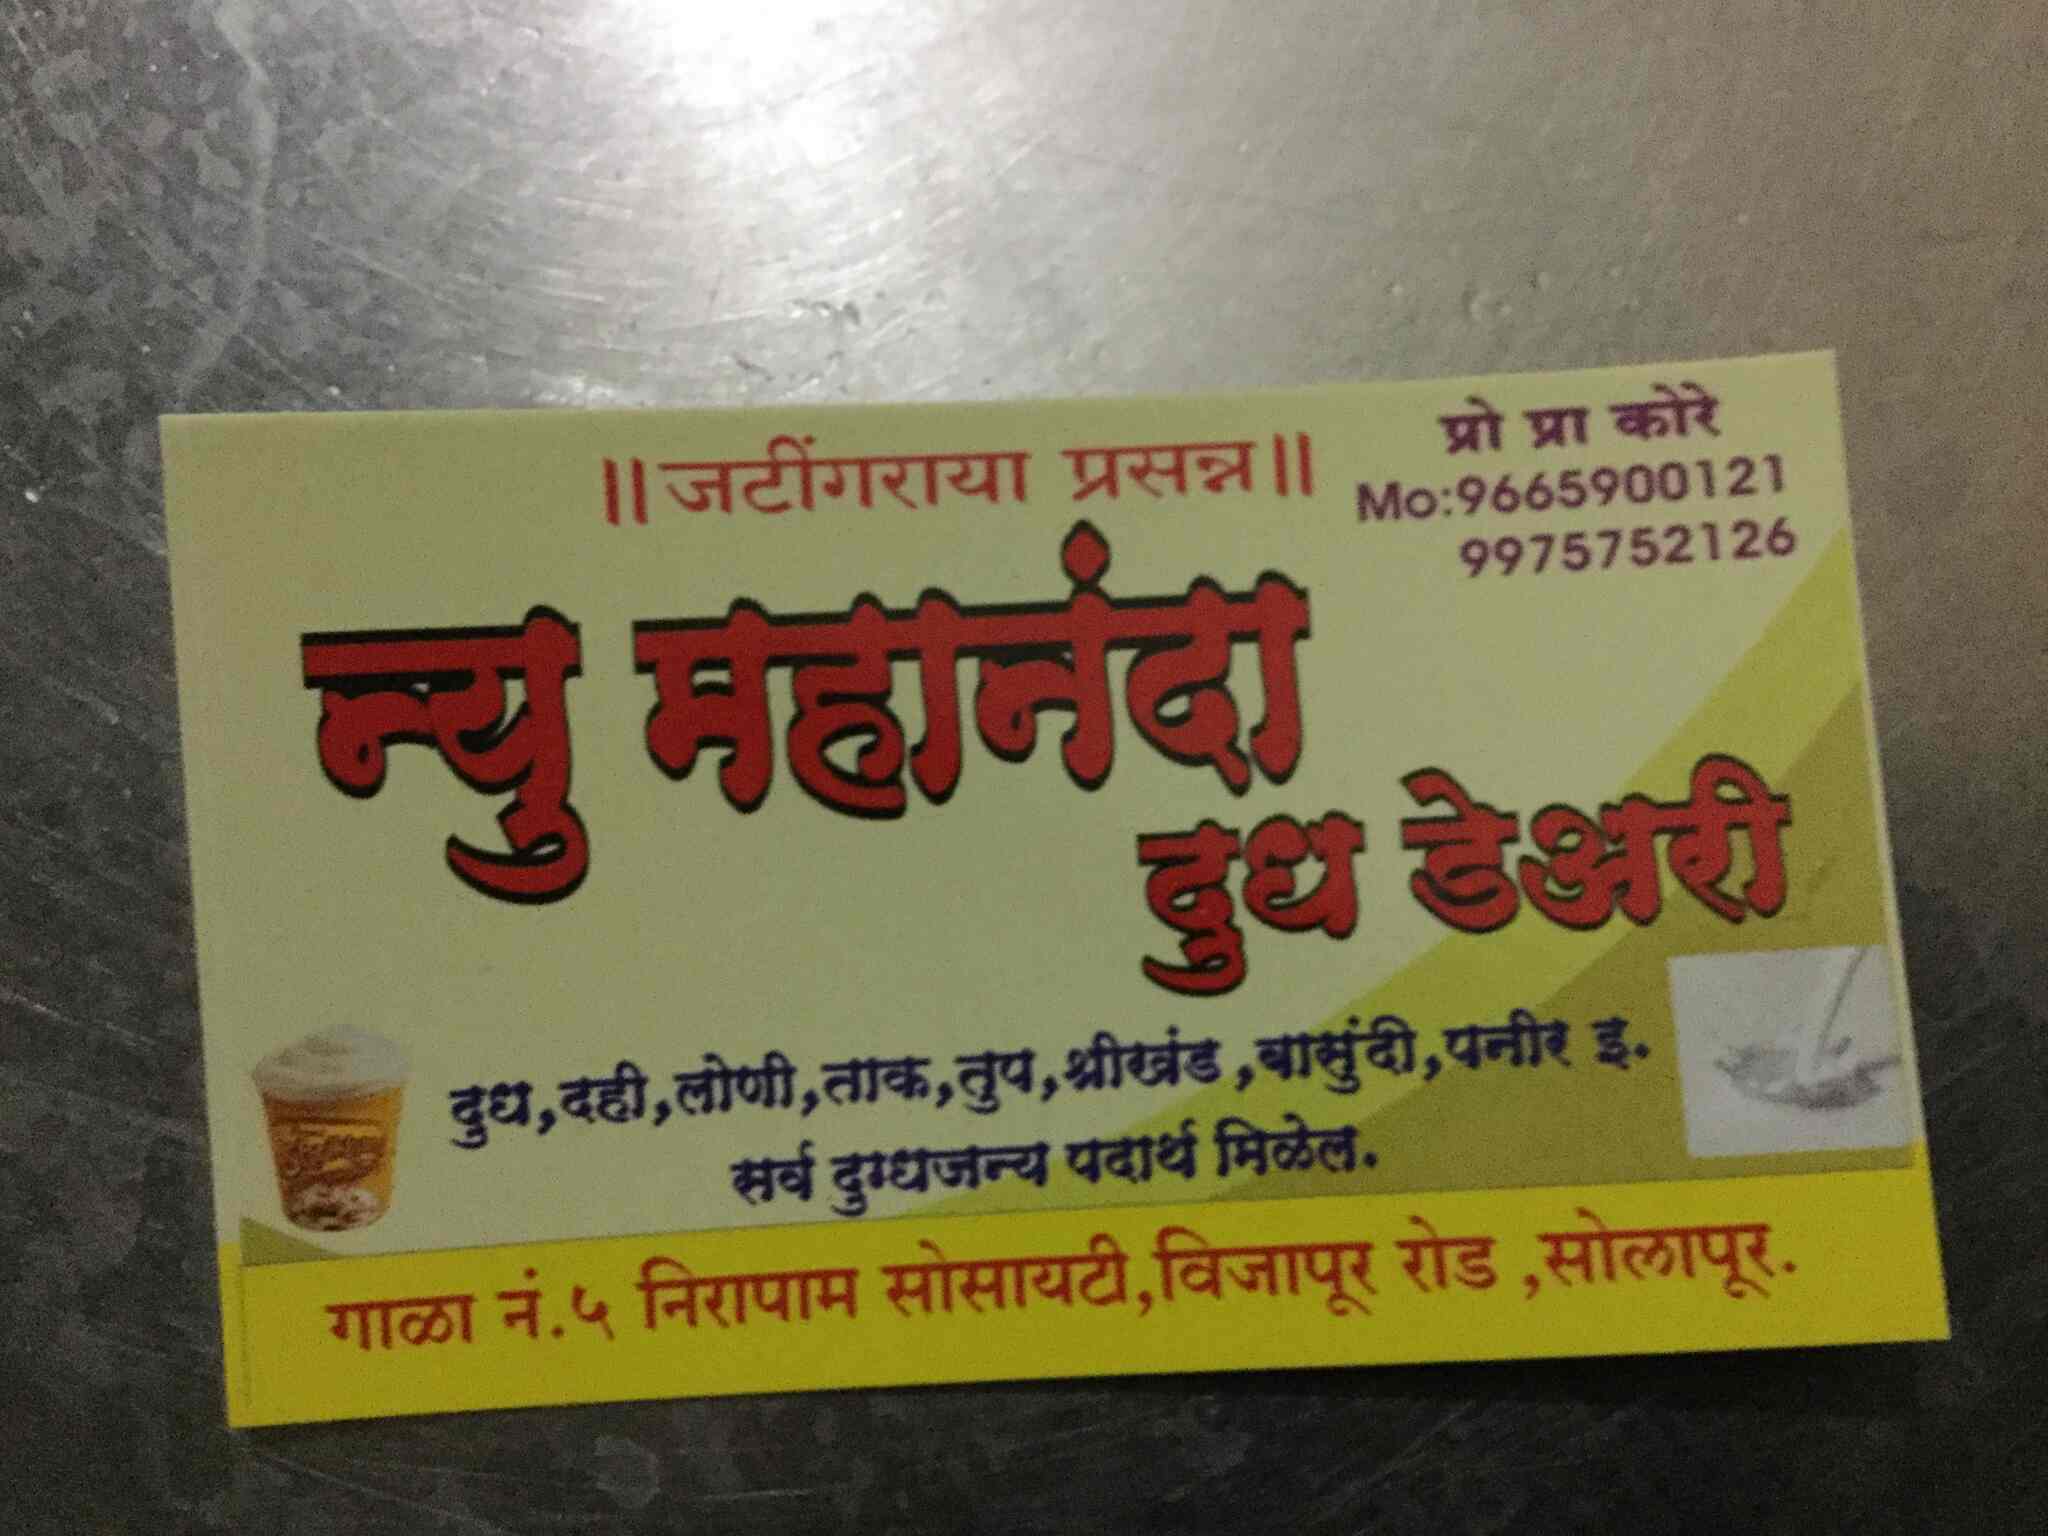 ॥जटींगराया प्रसन्न॥
प्रो प्रा कोरे
Mo:9665900121
9975752126
न्यु महानंदा
दुध डेअरी
दुध,दही,लोणी,ताक,तुप,श्रीखंड ,बासुंदी,पनीर इ.
सर्व दुग्धजन्य पदार्थ मिळेल.
गाळा नं.५ निरापाम सोसायटी,विजापूर रोड ,सोलापूर.